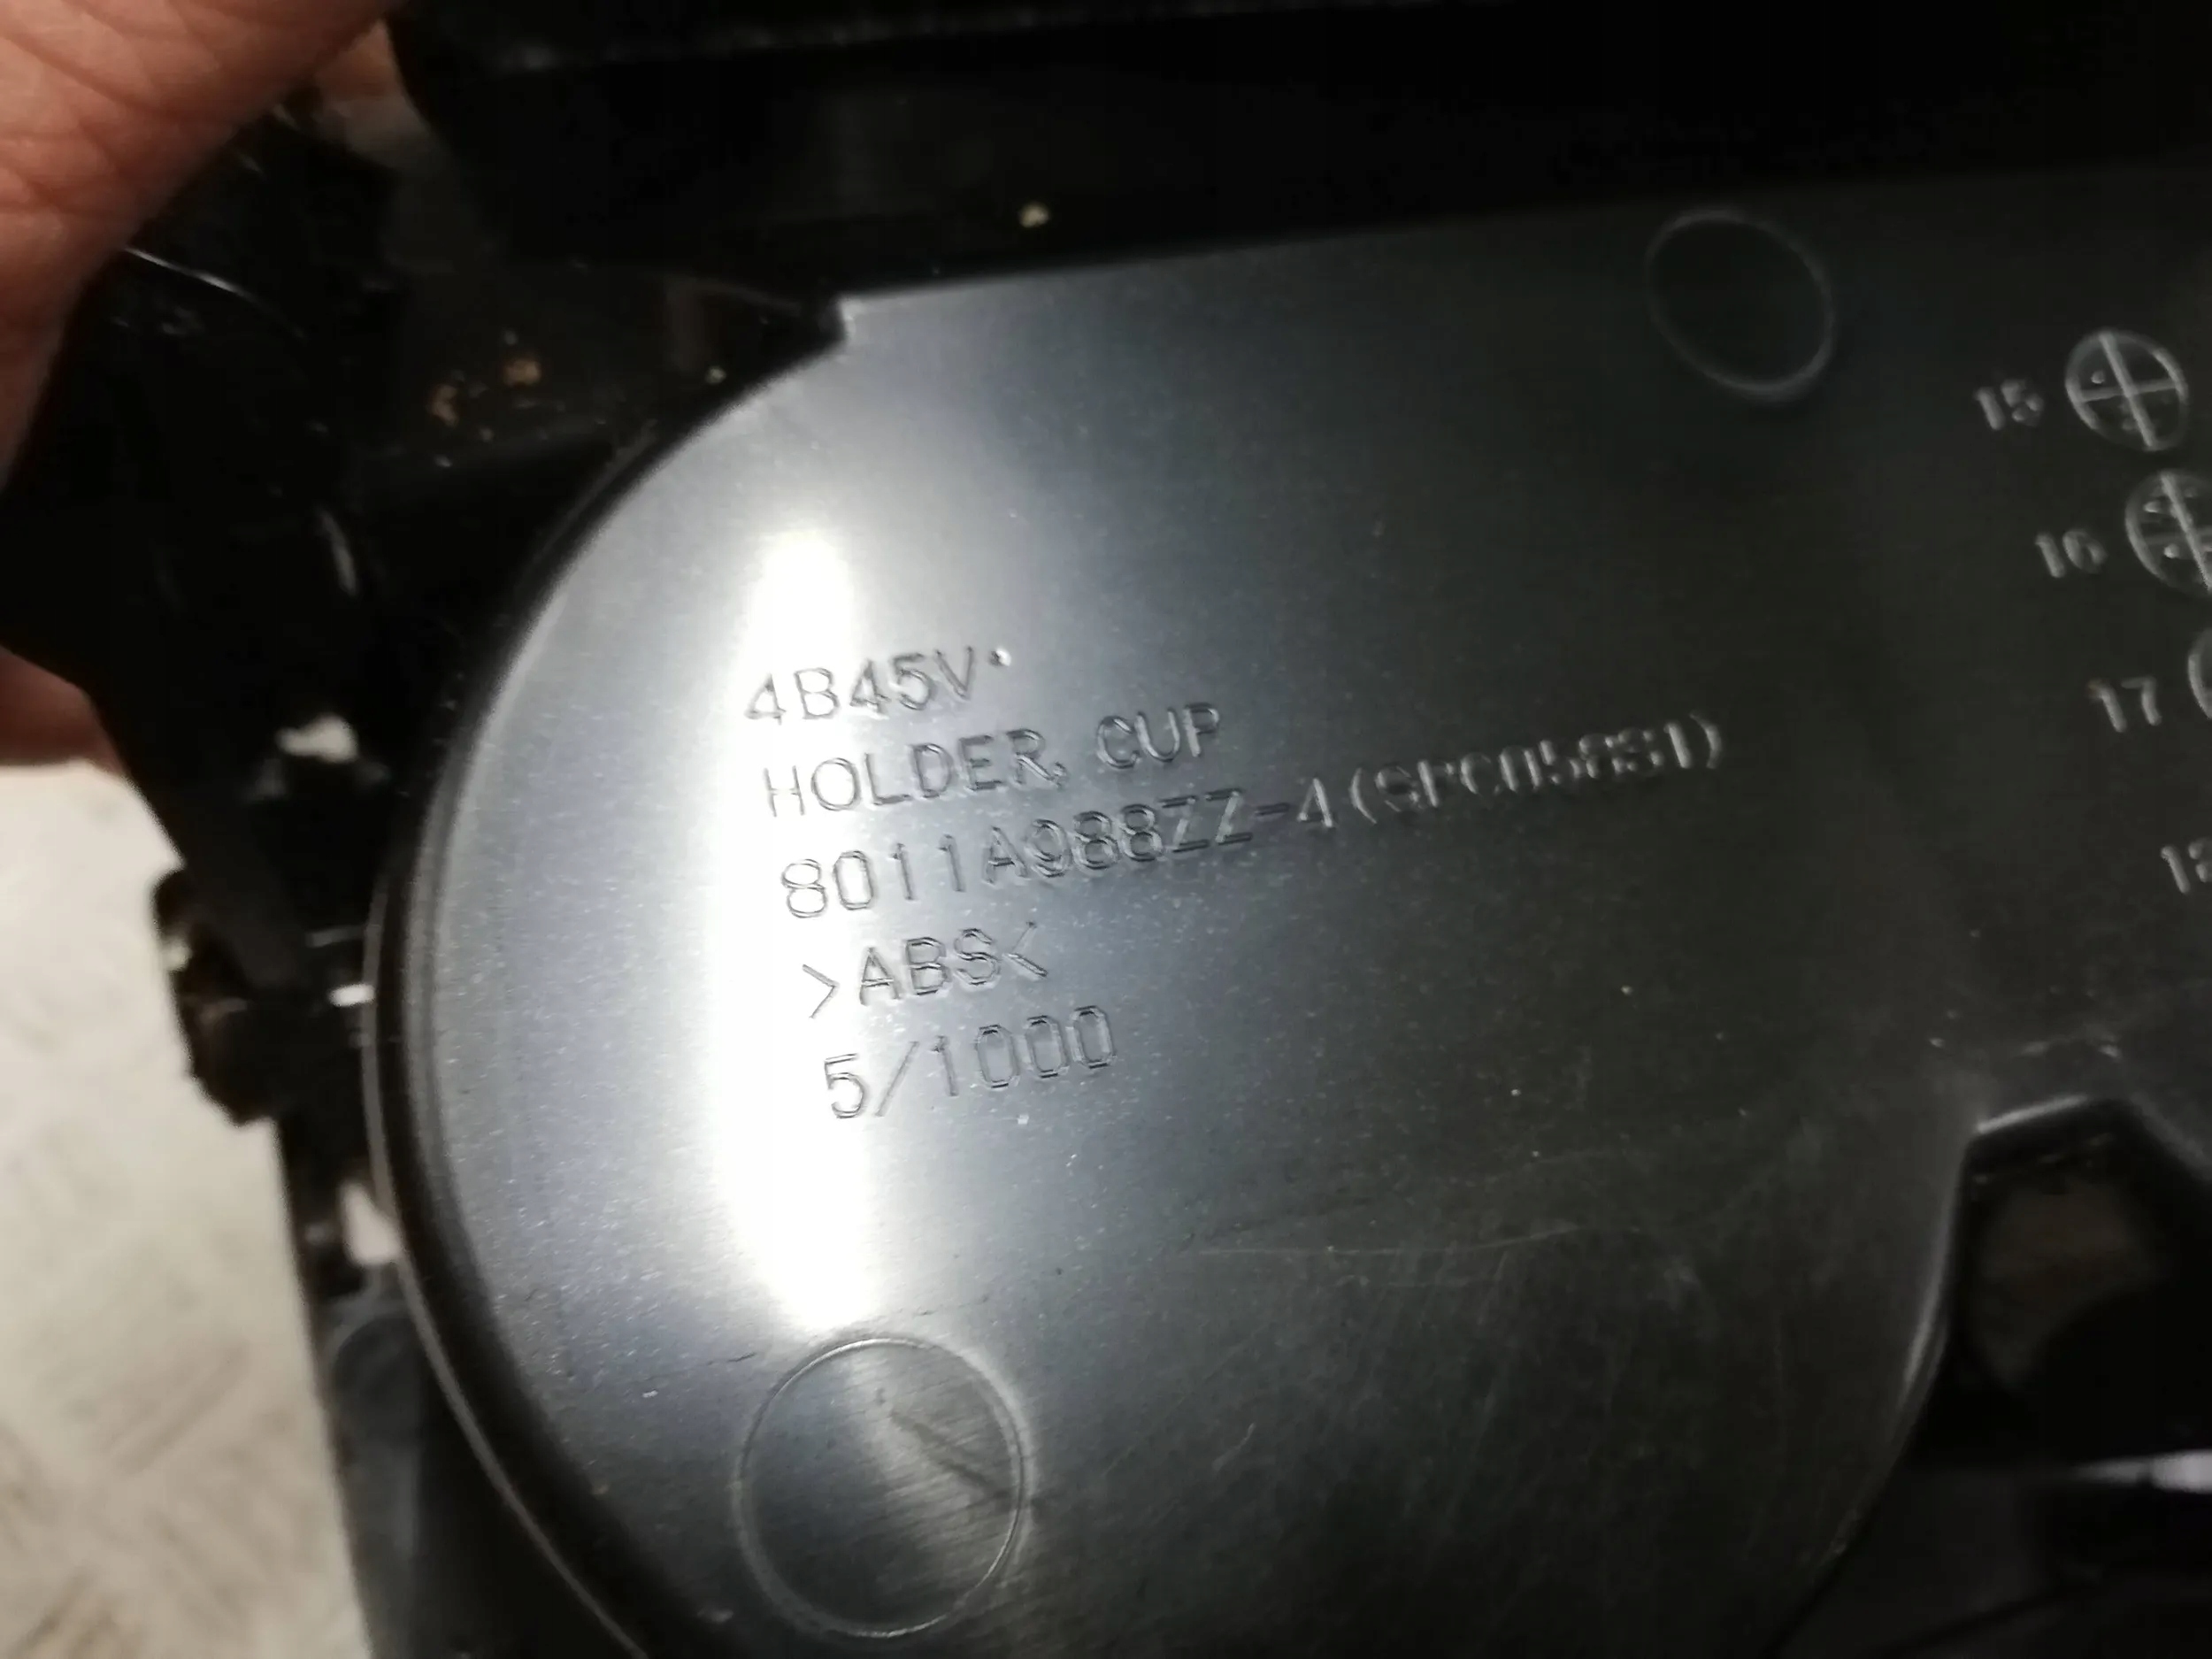 4B45V
HOLDER, CUP
8011A988ZZ-4
>ABS<
5/1000
15
16
17